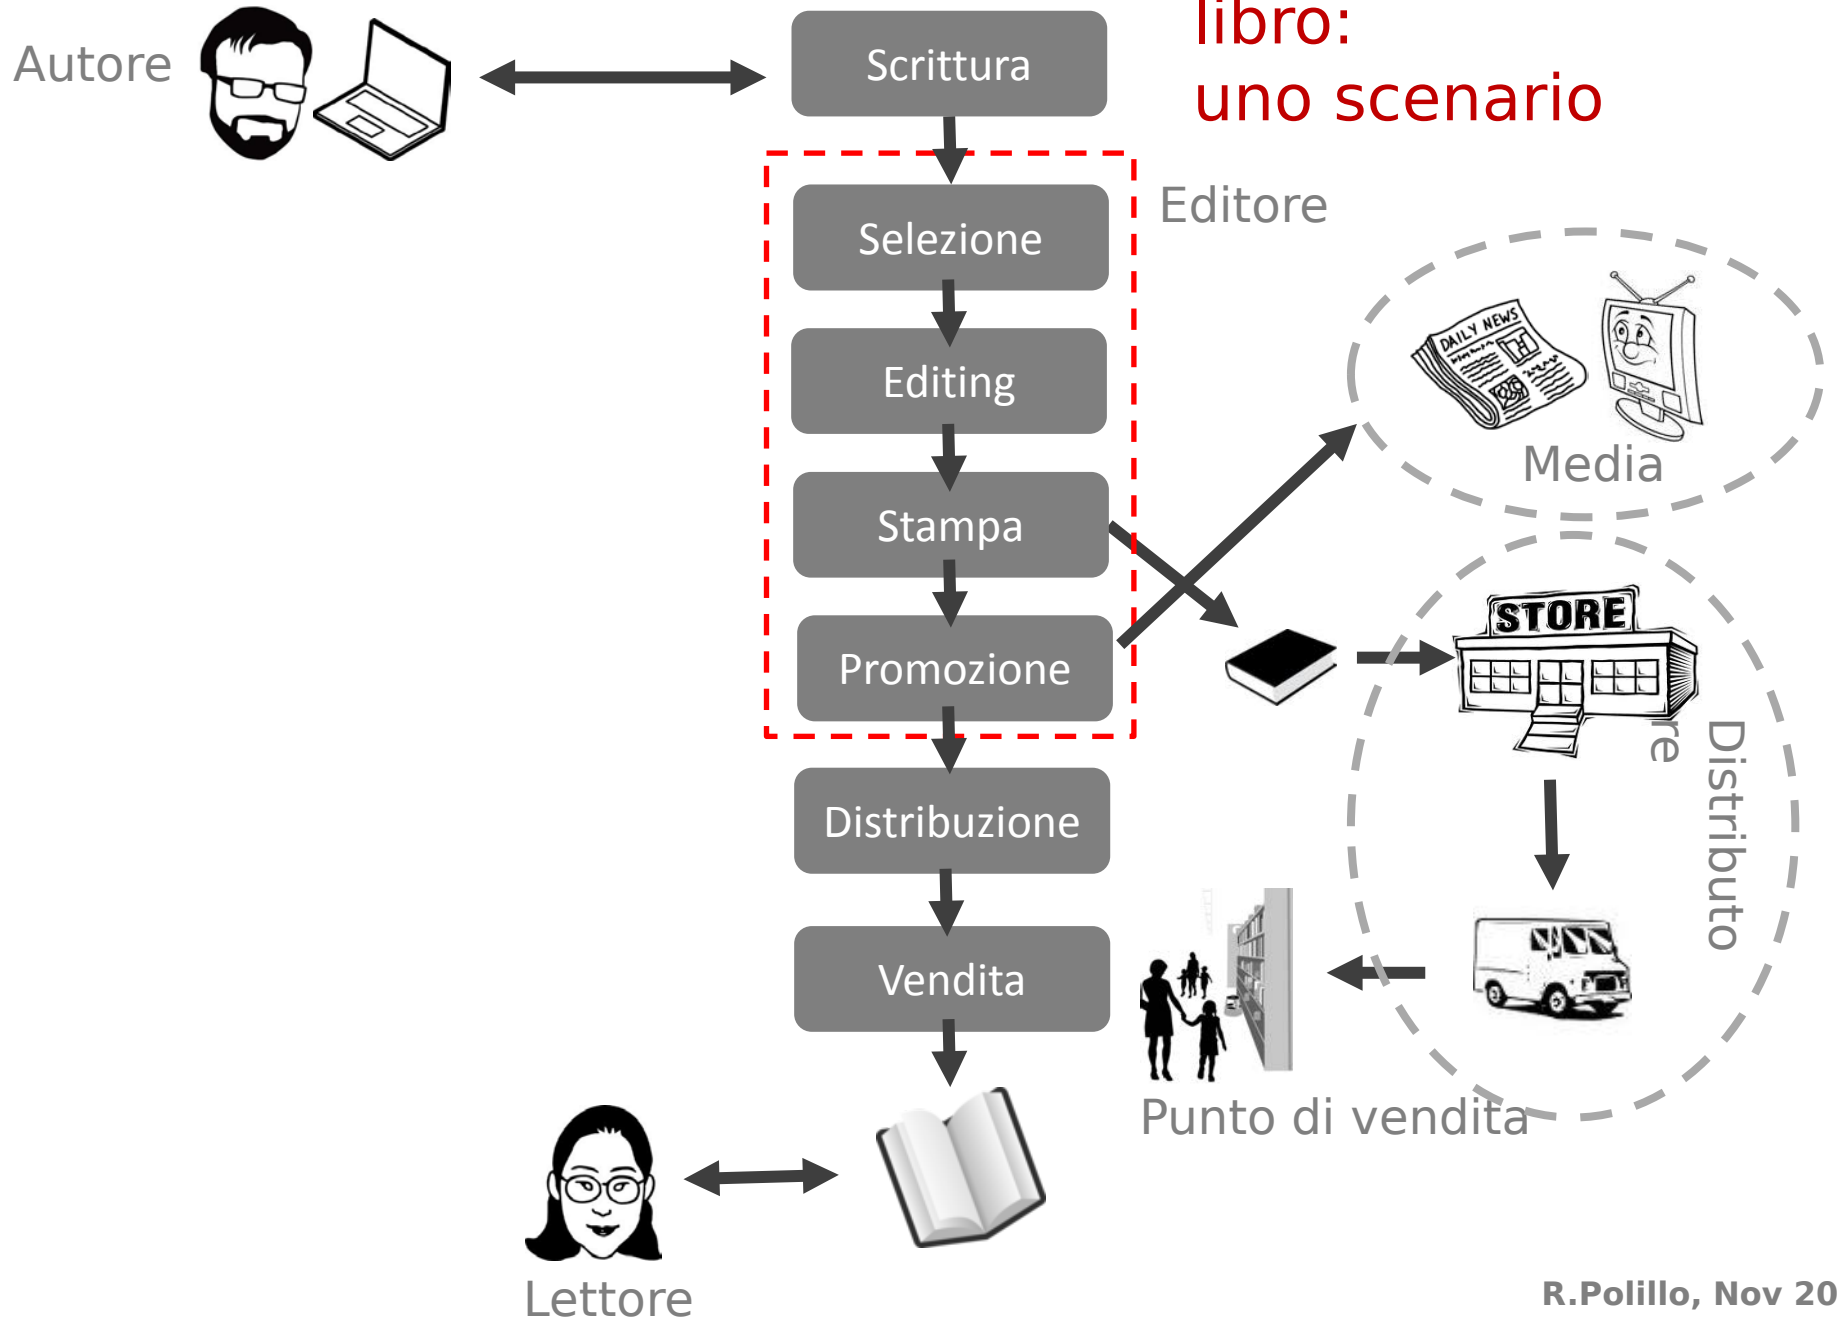 libro:
uno scenario
Autore
Scrittura
Editore
Selezione
Editing
DAILY NEWS
Media
Stampa
STORE
Promozione
Distributo
re
Distribuzione
Vendita
Punto di vendita
Lettore
R.Polillo, Nov 20